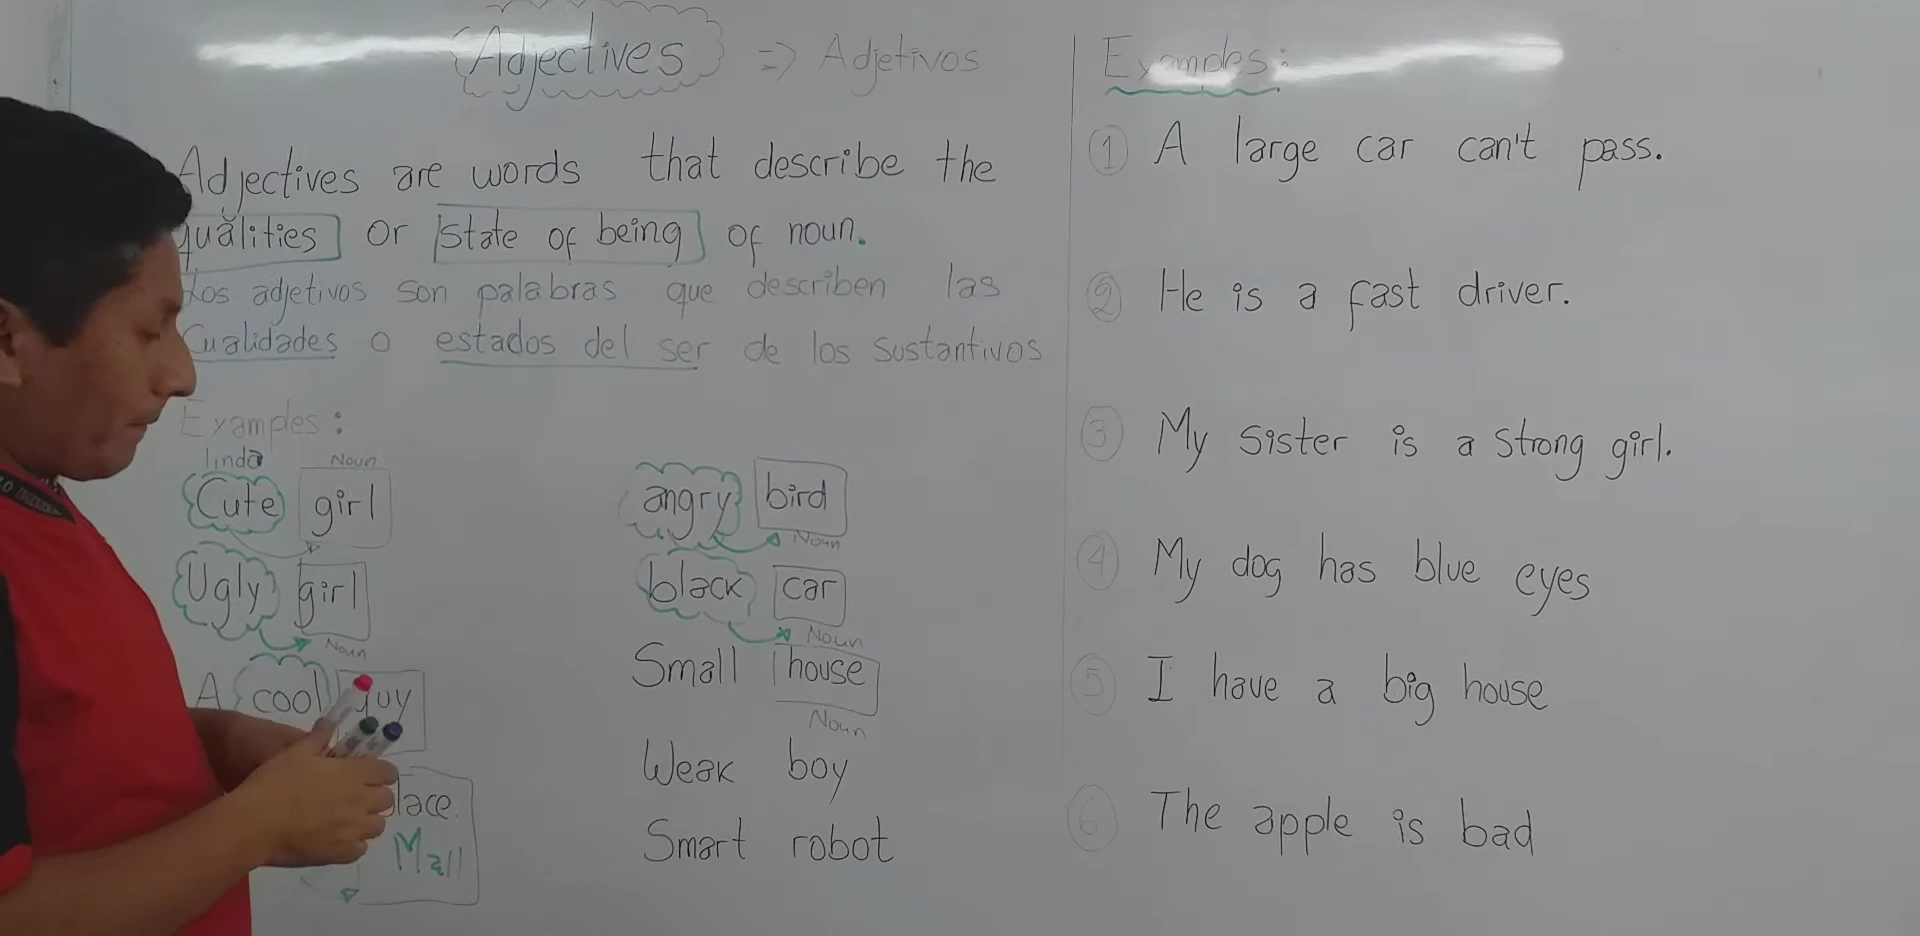 Adjectives => Adjetivos
Adjectives are words that describe the
qualities or state of being of noun.
Los adjetivos son palabras que describen las
Cualidades o estados del ser de los sustantivos
Examples:
linda Noun
Cute girl
Ugly girl
Noun
A cool guy
lace.
Mall
angry bird
Noun
black car
Noun
Small house
Noun
Weak boy
Smart robot
Examples:
1 A large car can't pass.
2 He is a fast driver.
3 My Sister is a strong girl.
4 My dog has blue eyes
5 I have a big house
6 The apple is bad